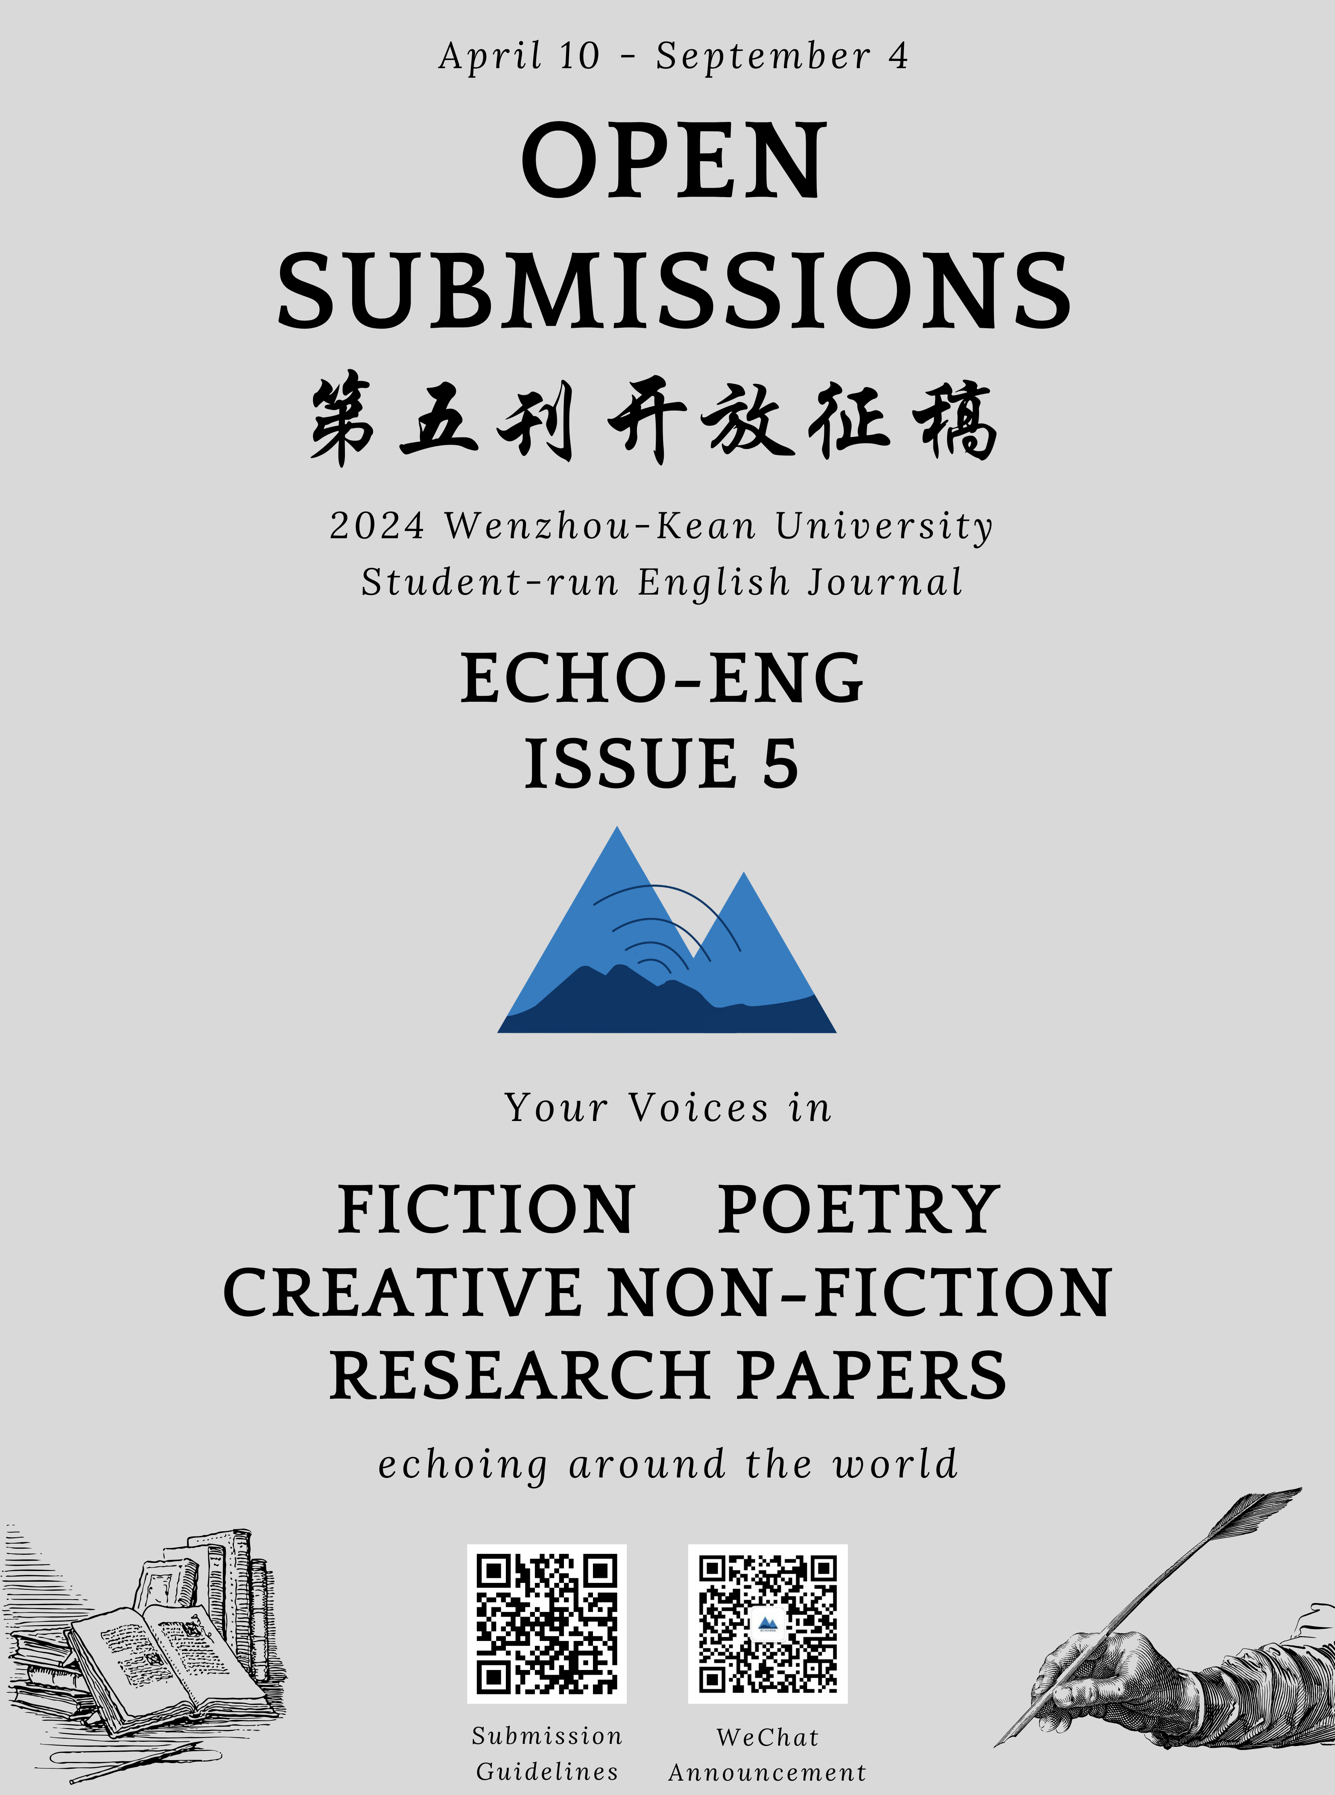 April 10 - September 4
OPEN
SUBMISSIONS
第五刊开放征稿
2024 Wenzhou-Kean University
Student-run English Journal
ECHO-ENG
ISSUE 5
Your Voices in
FICTION POETRY
CREATIVE NON-FICTION
RESEARCH PAPERS
echoing around the world
Submission
Guidelines
WeChat
Announcement